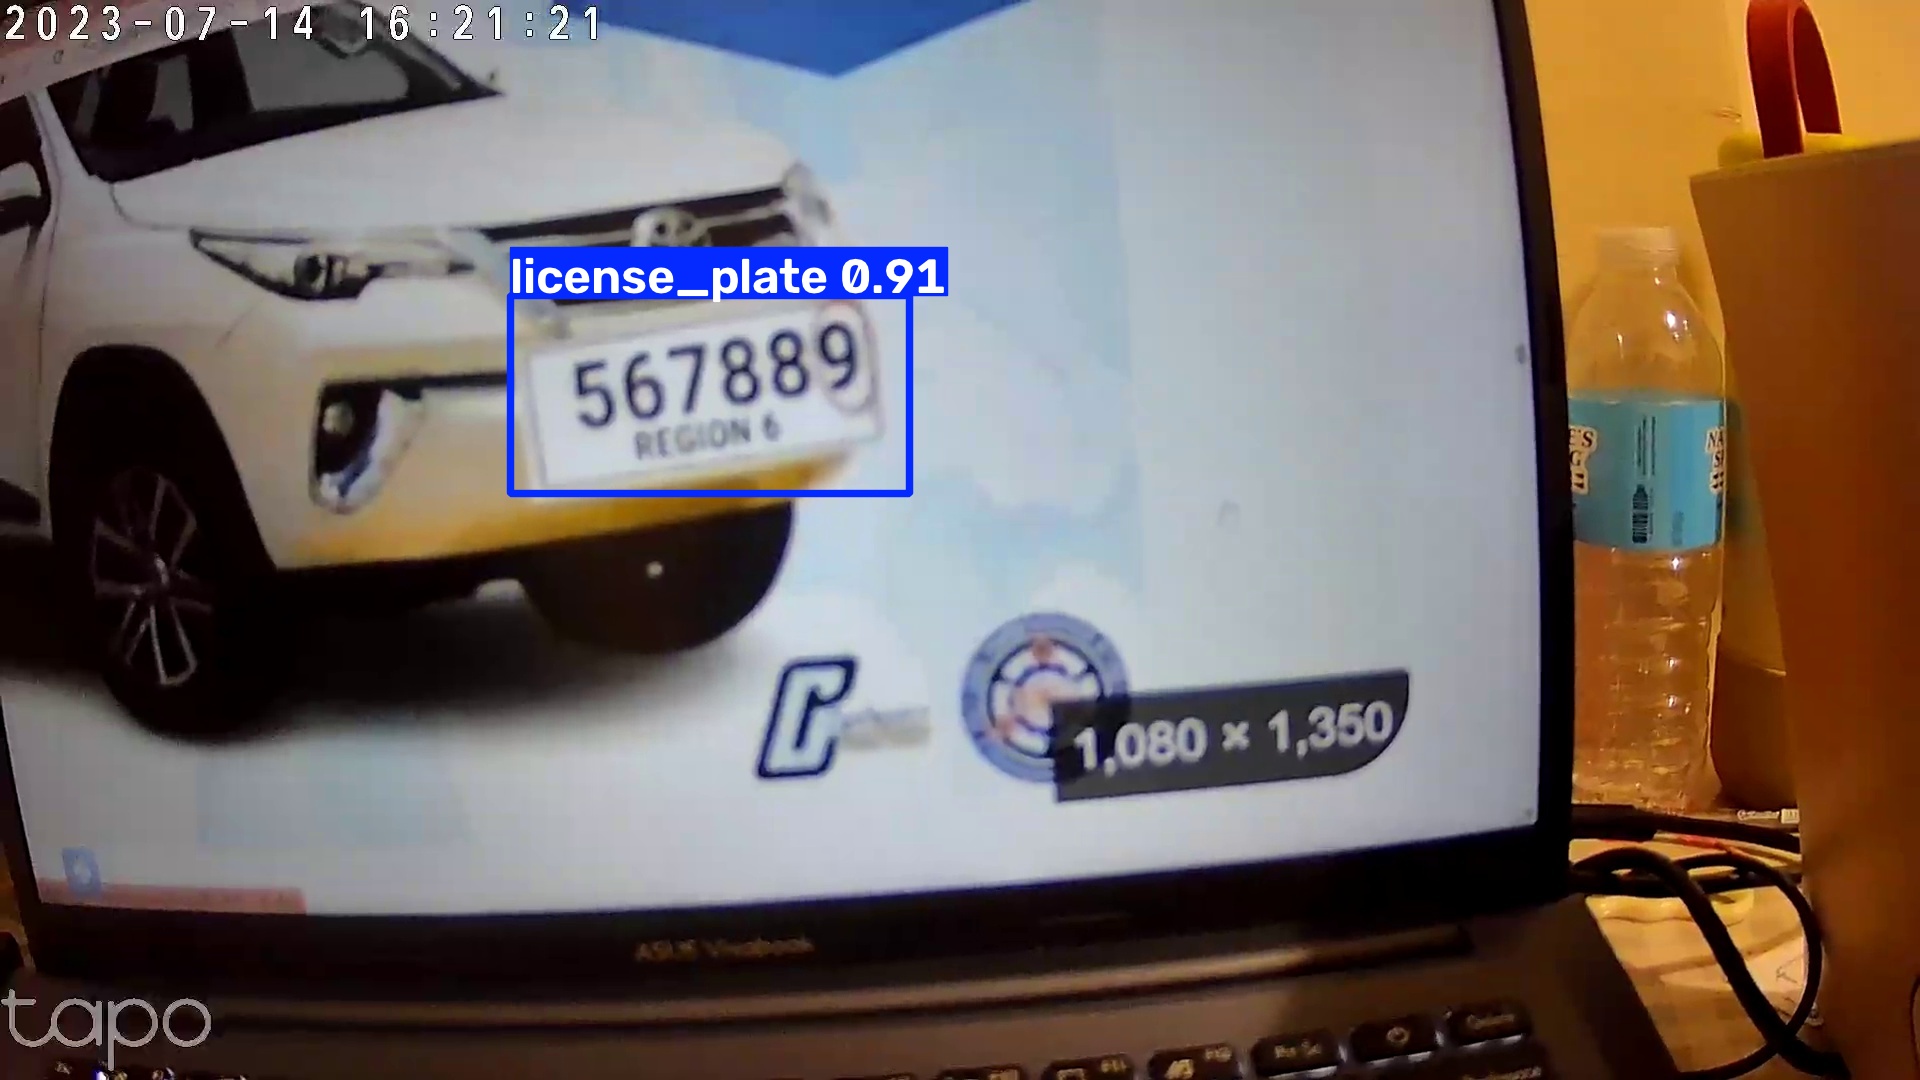 2023-07-14 16:21:21
license_plate 0.91
567889
REGION 6
1,080 × 1,350
ASUS Vivobook
tapo